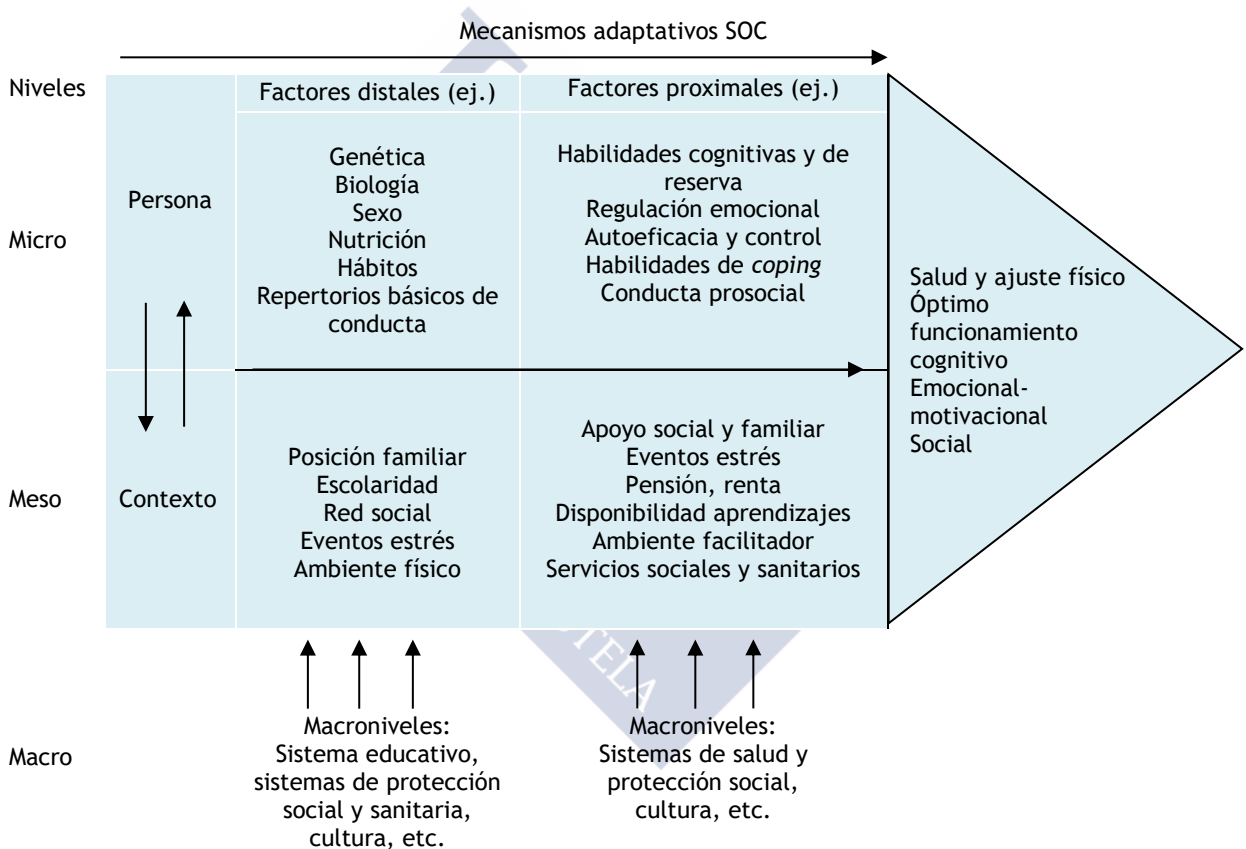 Mecanismos adaptativos SOC
Niveles
Factores distales (ej.)
Factores proximales (ej.)
Micro
Persona
Genética
Biología
Sexo
Nutrición
Hábitos
Repertorios básicos de
conducta
Habilidades cognitivas y de
reserva
Regulación emocional
Autoeficacia y control
Habilidades de coping
Conducta prosocial
Salud y ajuste físico
Óptimo
funcionamiento
cognitivo
Emocional-
motivacional
Social
Meso
Contexto
Posición familiar
Escolaridad
Red social
Eventos estrés
Ambiente físico
Apoyo social y familiar
Eventos estrés
Pensión, renta
Disponibilidad aprendizajes
Ambiente facilitador
Servicios sociales y sanitarios
Macro
Macroniveles:
Sistema educativo,
sistemas de protección
social y sanitaria,
cultura, etc.
Macroniveles:
Sistemas de salud y
protección social,
cultura, etc.